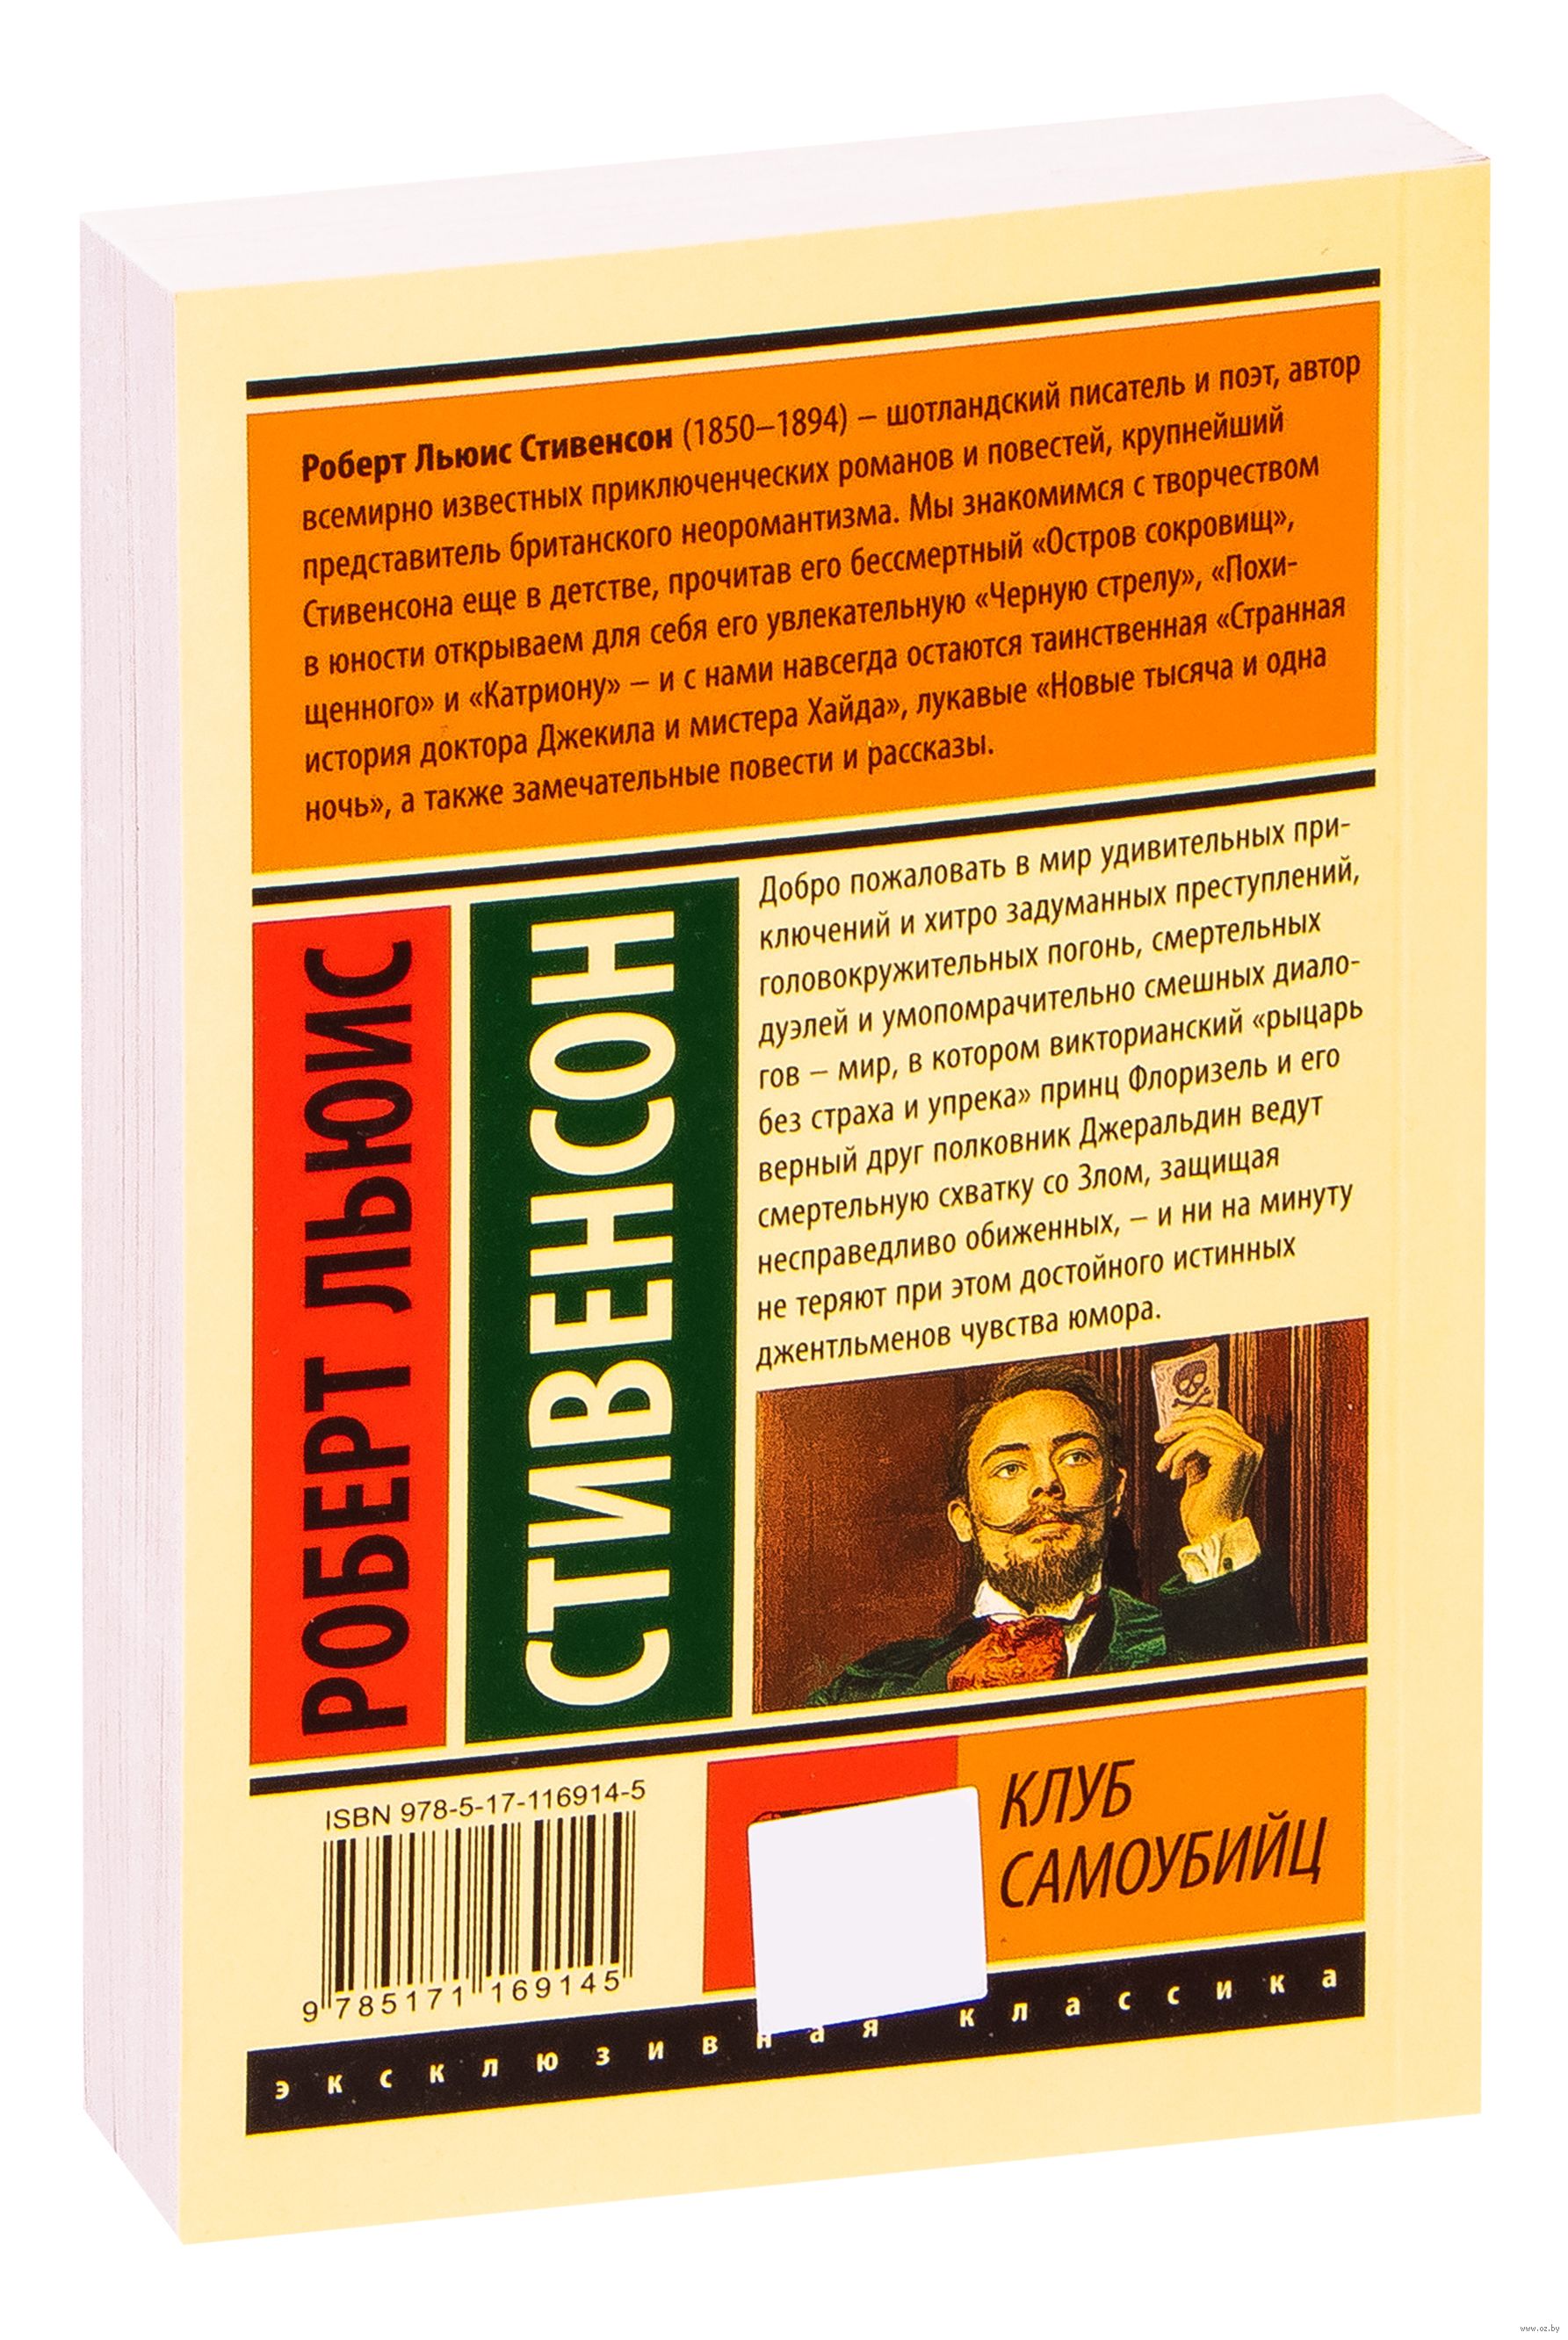 Роберт Льюис Стивенсон (1850–1894) – шотландский писатель и поэт, автор
всемирно известных приключенческих романов и повестей, крупнейший
представитель британского неоромантизма. Мы знакомимся с творчеством
Стивенсона еще в детстве, прочитав его бессмертный «Остров сокровищ»,
в юности открываем для себя его увлекательную «Черную стрелу», «Похи-
щенного» и «Катриону» – и с нами навсегда остаются таинственная «Странная
история доктора Джекила и мистера Хайда», лукавые «Новые тысяча и одна
ночь», а также замечательные повести и рассказы.
РОБЕРТ ЛЬЮИС
СТИВЕНСОН
Добро пожаловать в мир удивительных при-
ключений и хитро задуманных преступлений,
головокружительных погонь, смертельных
дуэлей и умопомрачительно смешных диало-
гов – мир, в котором викторианский «рыцарь
без страха и упрека» принц Флоризель и его
верный друг полковник Джеральдин ведут
смертельную схватку со Злом, защищая
несправедливо обиженных, – и ни на минуту
не теряют при этом достойного истинных
джентльменов чувства юмора.
ISBN 978-5-17-116914-5
9 785171 169145
КЛУБ
САМОУБИЙЦ
эксклюзивная классика
www.oz.by